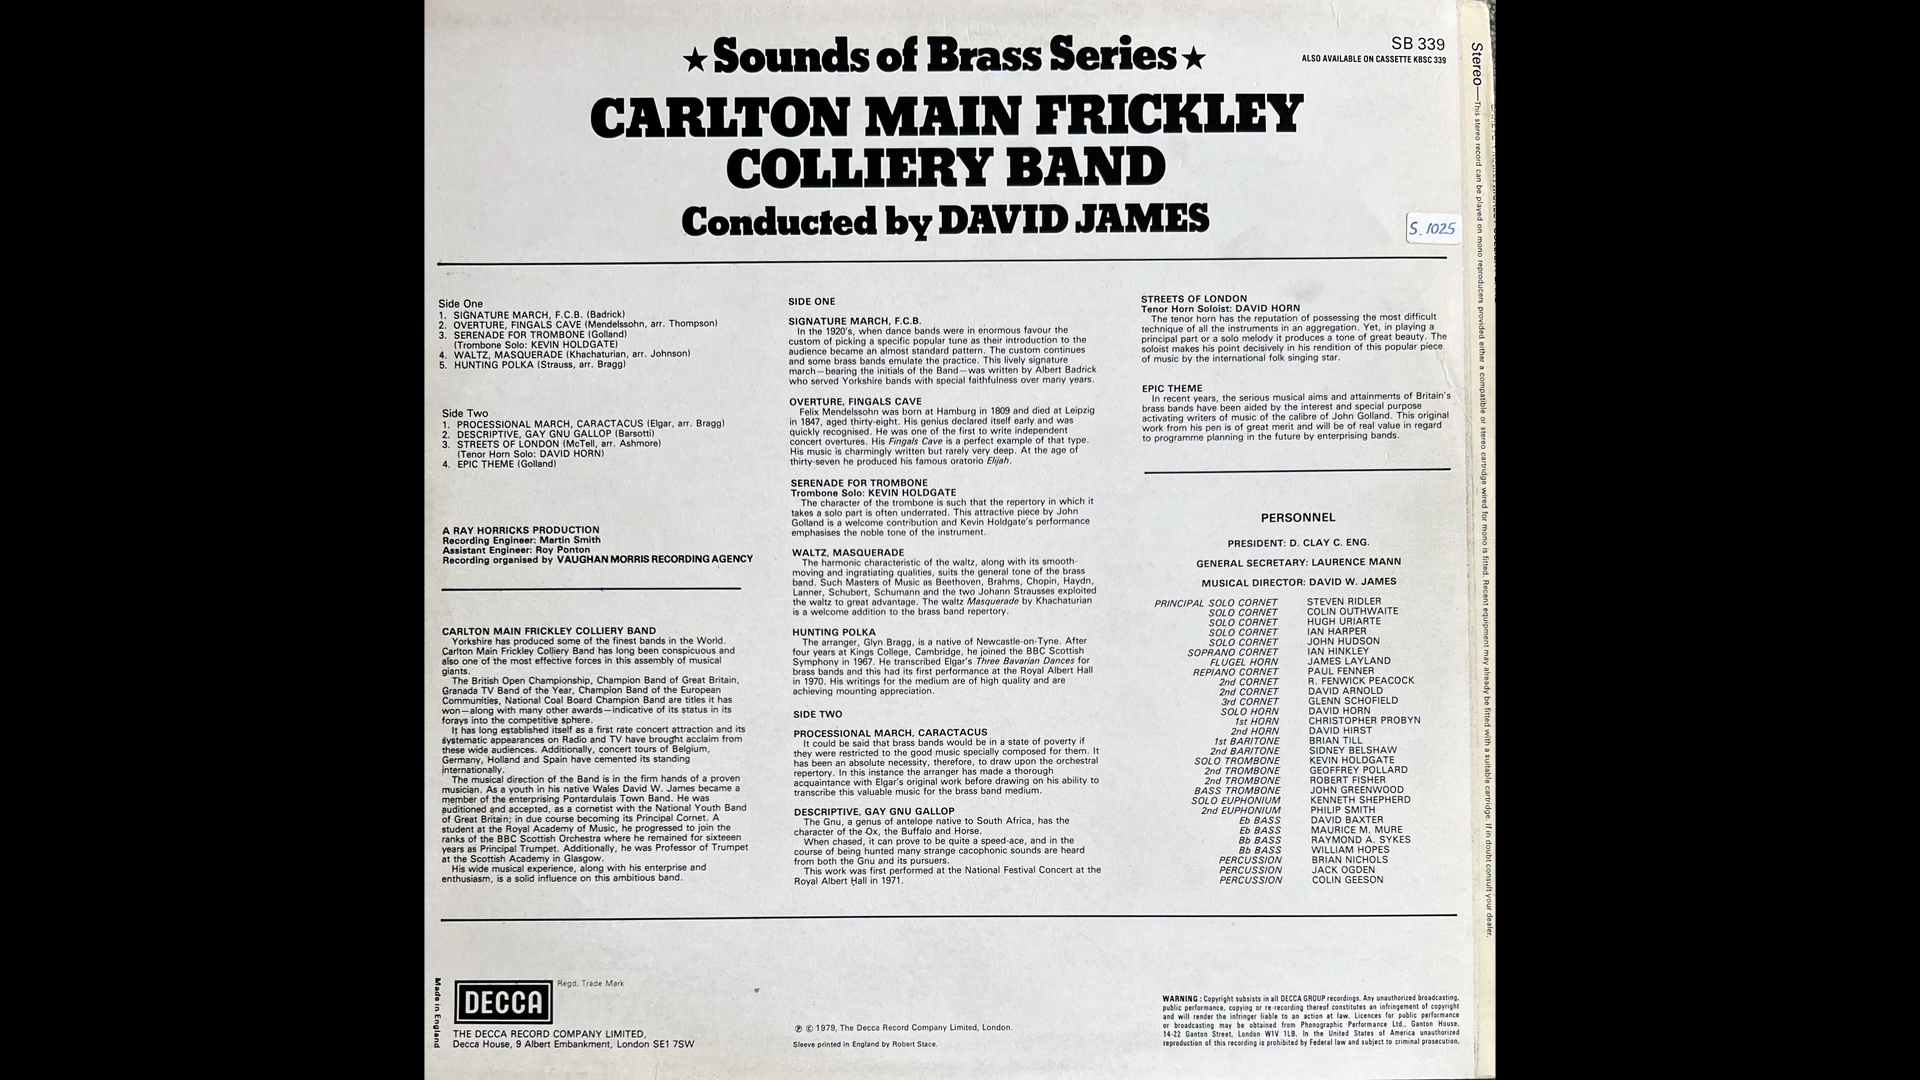 ★ Sounds of Brass Series ★
SB 339
ALSO AVAILABLE ON CASSETTE KBSC 339
CARLTON MAIN FRICKLEY
COLLIERY BAND
Conducted by DAVID JAMES
S. 1025
Side One
1. SIGNATURE MARCH, F.C.B. (Badrick)
2. OVERTURE, FINGALS CAVE (Mendelssohn, arr. Thompson)
3. SERENADE FOR TROMBONE (Golland)
(Trombone Solo: KEVIN HOLDGATE)
4. WALTZ, MASQUERADE (Khachaturian, arr. Johnson)
5. HUNTING POLKA (Strauss, arr. Bragg)
Side Two
1. PROCESSIONAL MARCH, CARACTACUS (Elgar, arr. Bragg)
2. DESCRIPTIVE, GAY GNU GALLOP (Barsotti)
3. STREETS OF LONDON (McTell, arr. Ashmore)
(Tenor Horn Solo: DAVID HORN)
4. EPIC THEME (Golland)
A RAY HORRICKS PRODUCTION
Recording Engineer: Martin Smith
Assistant Engineer: Roy Ponton
Recording organised by VAUGHAN MORRIS RECORDING AGENCY
CARLTON MAIN FRICKLEY COLLIERY BAND
Yorkshire has produced some of the finest bands in the World.
Carlton Main Frickley Colliery Band has long been conspicuous and
also one of the most effective forces in this assembly of musical
giants.
The British Open Championship, Champion Band of Great Britain,
Granada TV Band of the Year, Champion Band of the European
Communities, National Coal Board Champion Band are titles it has
won—along with many other awards—indicative of its status in its
forays into the competitive sphere.
It has long established itself as a first rate concert attraction and its
systematic appearances on Radio and TV have brought acclaim from
these wide audiences. Additionally, concert tours of Belgium,
Germany, Holland and Spain have cemented its standing
internationally.
The musical direction of the Band is in the firm hands of a proven
musician. As a youth in his native Wales David W. James became a
member of the enterprising Pontardulais Town Band. He was
auditioned and accepted, as a cornetist with the National Youth Band
of Great Britain; in due course becoming its Principal Cornet. A
student at the Royal Academy of Music, he progressed to join the
ranks of the BBC Scottish Orchestra where he remained for sixteen
years as Principal Trumpet. Additionally, he was Professor of Trumpet
at the Scottish Academy in Glasgow.
His wide musical experience, along with his enterprise and
enthusiasm, is a solid influence on this ambitious band.
SIDE ONE
SIGNATURE MARCH, F.C.B.
In the 1920's, when dance bands were in enormous favour the
custom of picking a specific popular tune as their introduction to the
audience became an almost standard pattern. The custom continues
and some brass bands emulate the practice. This lively signature
march—bearing the initials of the Band—was written by Albert Badrick
who served Yorkshire bands with special faithfulness over many years.
OVERTURE, FINGALS CAVE
Felix Mendelssohn was born at Hamburg in 1809 and died at Leipzig
in 1847, aged thirty-eight. His genius declared itself early and was
quickly recognised. He was one of the first to write independent
concert overtures. His Fingals Cave is a perfect example of that type.
His music is charmingly written but rarely very deep. At the age of
thirty-seven he produced his famous oratorio Elijah.
SERENADE FOR TROMBONE
Trombone Solo: KEVIN HOLDGATE
The character of the trombone is such that the repertory in which it
takes a solo part is often underrated. This attractive piece by John
Golland is a welcome contribution and Kevin Holdgate's performance
emphasises the noble tone of the instrument.
WALTZ, MASQUERADE
The harmonic characteristic of the waltz, along with its smooth-
moving and ingratiating qualities, suits the general tone of the brass
band. Such Masters of Music as Beethoven, Brahms, Chopin, Haydn,
Lanner, Schubert, Schumann and the two Johann Strausses exploited
the waltz to great advantage. The waltz Masquerade by Khachaturian
is a welcome addition to the brass band repertory.
HUNTING POLKA
The arranger, Glyn Bragg, is a native of Newcastle-on-Tyne. After
four years at Kings College, Cambridge, he joined the BBC Scottish
Symphony in 1967. He transcribed Elgar's Three Bavarian Dances for
brass bands and this had its first performance at the Royal Albert Hall
in 1970. His writings for the medium are of high quality and are
achieving mounting appreciation.
SIDE TWO
PROCESSIONAL MARCH, CARACTACUS
It could be said that brass bands would be in a state of poverty if
they were restricted to the good music specially composed for them. It
has been an absolute necessity, therefore, to draw upon the orchestral
repertory. In this instance the arranger has made a thorough
acquaintance with Elgar's original work before drawing on his ability to
transcribe this valuable music for the brass band medium.
DESCRIPTIVE, GAY GNU GALLOP
The Gnu, a genus of antelope native to South Africa, has the
character of the Ox, the Buffalo and Horse.
When chased, it can prove to be quite a speed-ace, and in the
course of being hunted many strange cacophonic sounds are heard
from both the Gnu and its pursuers.
This work was first performed at the National Festival Concert at the
Royal Albert Hall in 1971.
STREETS OF LONDON
Tenor Horn Soloist: DAVID HORN
The tenor horn has the reputation of possessing the most difficult
technique of all the instruments in an aggregation. Yet, in playing a
principal part or a solo melody it produces a tone of great beauty. The
soloist makes his point decisively in his rendition of this popular piece
of music by the international folk singing star.
EPIC THEME
In recent years, the serious musical aims and attainments of Britain's
brass bands have been aided by the interest and special purpose
activating writers of music of the calibre of John Golland. This original
work from his pen is of great merit and will be of real value in regard
to programme planning in the future by enterprising bands.
PERSONNEL
PRESIDENT: D. CLAY C. ENG.
GENERAL SECRETARY: LAURENCE MANN
MUSICAL DIRECTOR: DAVID W. JAMES
PRINCIPAL SOLO CORNET STEVEN RIDLER
SOLO CORNET COLIN OUTHWAITE
SOLO CORNET HUGH URIARTE
SOLO CORNET IAN HARPER
SOLO CORNET JOHN HUDSON
SOPRANO CORNET IAN HINKLEY
FLUGEL HORN JAMES LAYLAND
REPIANO CORNET PAUL FENNER
2nd CORNET R. FENWICK PEACOCK
2nd CORNET DAVID ARNOLD
3rd CORNET GLENN SCHOFIELD
SOLO HORN DAVID HORN
1st HORN CHRISTOPHER PROBYN
2nd HORN DAVID HIRST
1st BARITONE BRIAN TILL
2nd BARITONE SIDNEY BELSHAW
SOLO TROMBONE KEVIN HOLDGATE
2nd TROMBONE GEOFFREY POLLARD
2nd TROMBONE ROBERT FISHER
BASS TROMBONE JOHN GREENWOOD
SOLO EUPHONIUM KENNETH SHEPHERD
2nd EUPHONIUM PHILIP SMITH
Eb BASS DAVID BAXTER
Eb BASS MAURICE M. MURE
Bb BASS RAYMOND A. SYKES
Bb BASS WILLIAM HOPES
PERCUSSION BRIAN NICHOLS
PERCUSSION JACK OGDEN
PERCUSSION COLIN GEESON
Made in England
DECCA
Regd. Trade Mark
THE DECCA RECORD COMPANY LIMITED,
Decca House, 9 Albert Embankment, London SE1 7SW
℗ © 1979, The Decca Record Company Limited, London.
Sleeve printed in England by Robert Stace.
WARNING: Copyright subsists in all DECCA GROUP recordings. Any unauthorized broadcasting,
public performance, copying or re-recording thereof constitutes an infringement of copyright
and will render the infringer liable to an action at law. Licences for public performance
or broadcasting may be obtained from Phonographic Performance Ltd., Ganton House,
14-22 Ganton Street, London W1V 1LB. In the United States of America unauthorized
reproduction of this recording is prohibited by Federal law and subject to criminal prosecution.
Stereo—This stereo record can be played on mono reproducers provided either a compatible or stereo cartridge wired for mono is fitted. Recent equipment may already be fitted with a suitable cartridge. If in doubt consult your dealer.